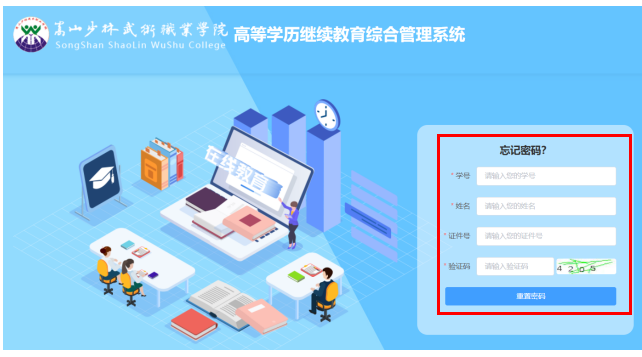 嵩山少林武術職業学院 高等学历继续教育综合管理系统
SongShan ShaoLin WuShu College
在线教育
忘记密码?
* 学号 请输入您的学号
* 姓名 请输入您的姓名
* 证件号 请输入您的证件号
* 验证码 请输入验证码 4205
重置密码